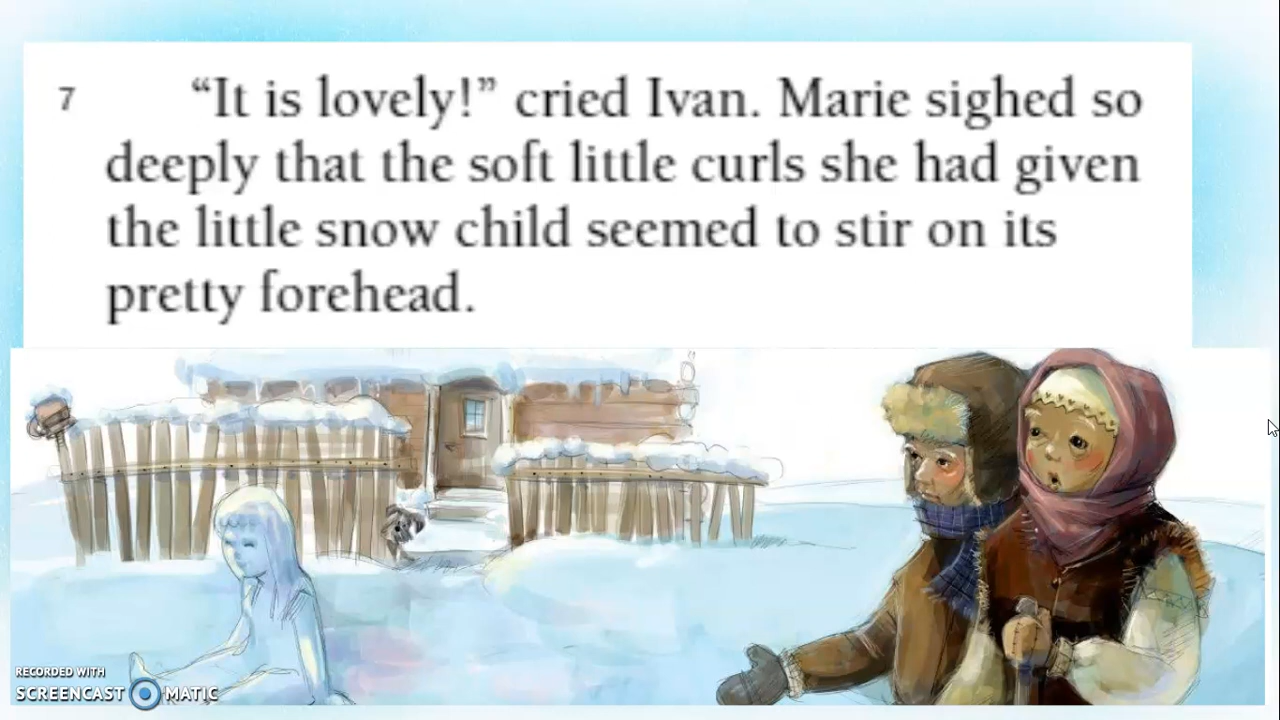 7 “It is lovely!” cried Ivan. Marie sighed so
deeply that the soft little curls she had given
the little snow child seemed to stir on its
pretty forehead.
RECORDED WITH
SCREENCAST MATIC